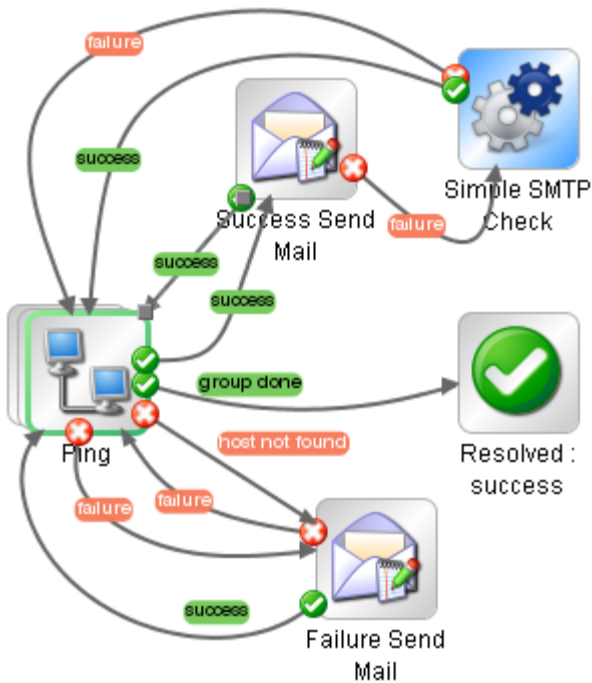 failure
success
Simple SMTP
Check
Success Send
Mail
failure
success
success
group done
Ping
host not found
Resolved :
success
failure
failure
success
Failure Send
Mail